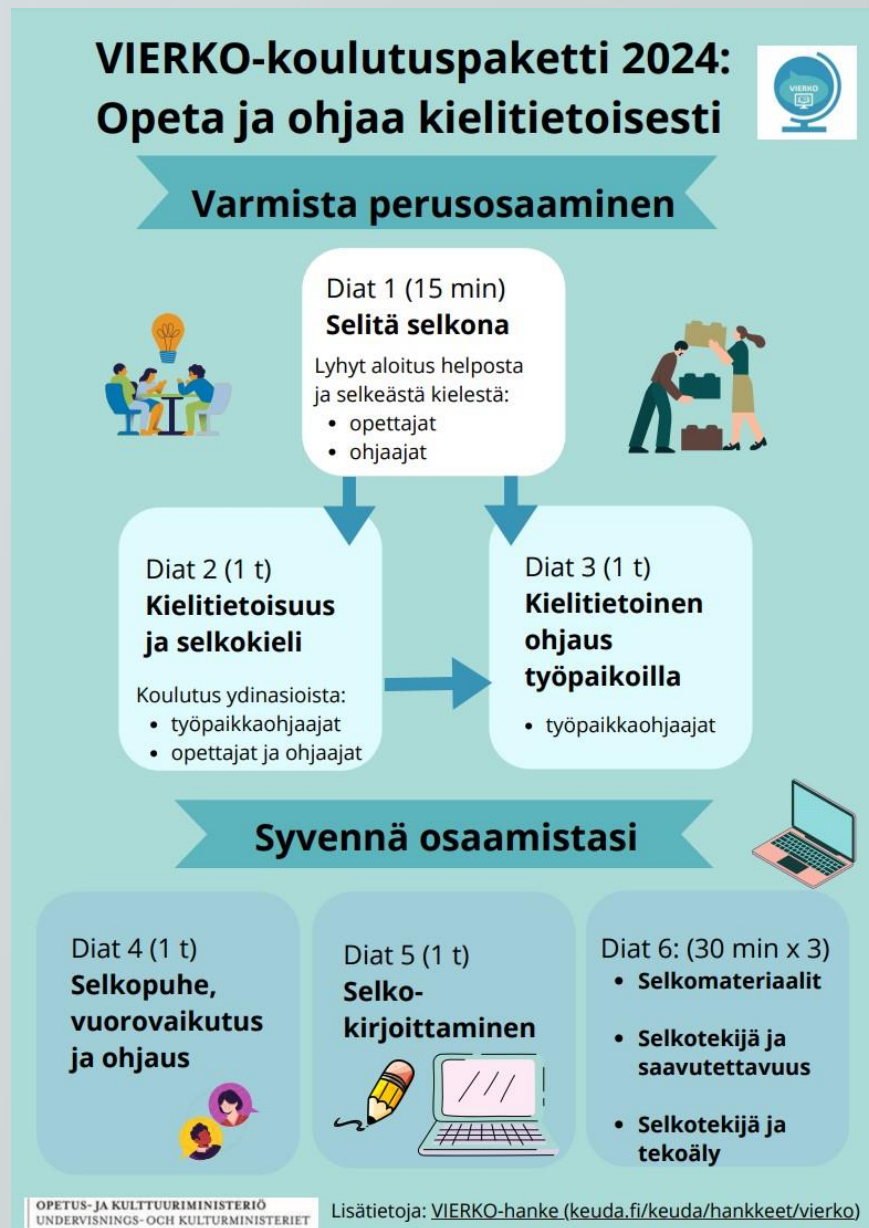 VIERKO-koulutuspaketti 2024:
Opeta ja ohjaa kielitietoisesti
VIERKO
Varmista perusosaaminen
Diat 1 (15 min)
Selitä selkona
Lyhyt aloitus helposta
ja selkeästä kielestä:
• opettajat
• ohjaajat
Diat 2 (1 t)
Kielitietoisuus
ja selkokieli
Koulutus ydinasioista:
• työpaikkaohjaajat
• opettajat ja ohjaajat
Diat 3 (1 t)
Kielitietoinen
ohjaus
työpaikoilla
• työpaikkaohjaajat
Syvennä osaamistasi
Diat 4 (1 t)
Selkopuhe,
vuorovaikutus
ja ohjaus
Diat 5 (1 t)
Selko-
kirjoittaminen
Diat 6: (30 min x 3)
• Selkomateriaalit
• Selkotekijä ja
saavutettavuus
• Selkotekijä ja
tekoäly
OPETUS- JA KULTTUURIMINISTERIÖ
UNDERVISNINGS- OCH KULTURMINISTERIET
Lisätietoja: VIERKO-hanke (keuda.fi/keuda/hankkeet/vierko)